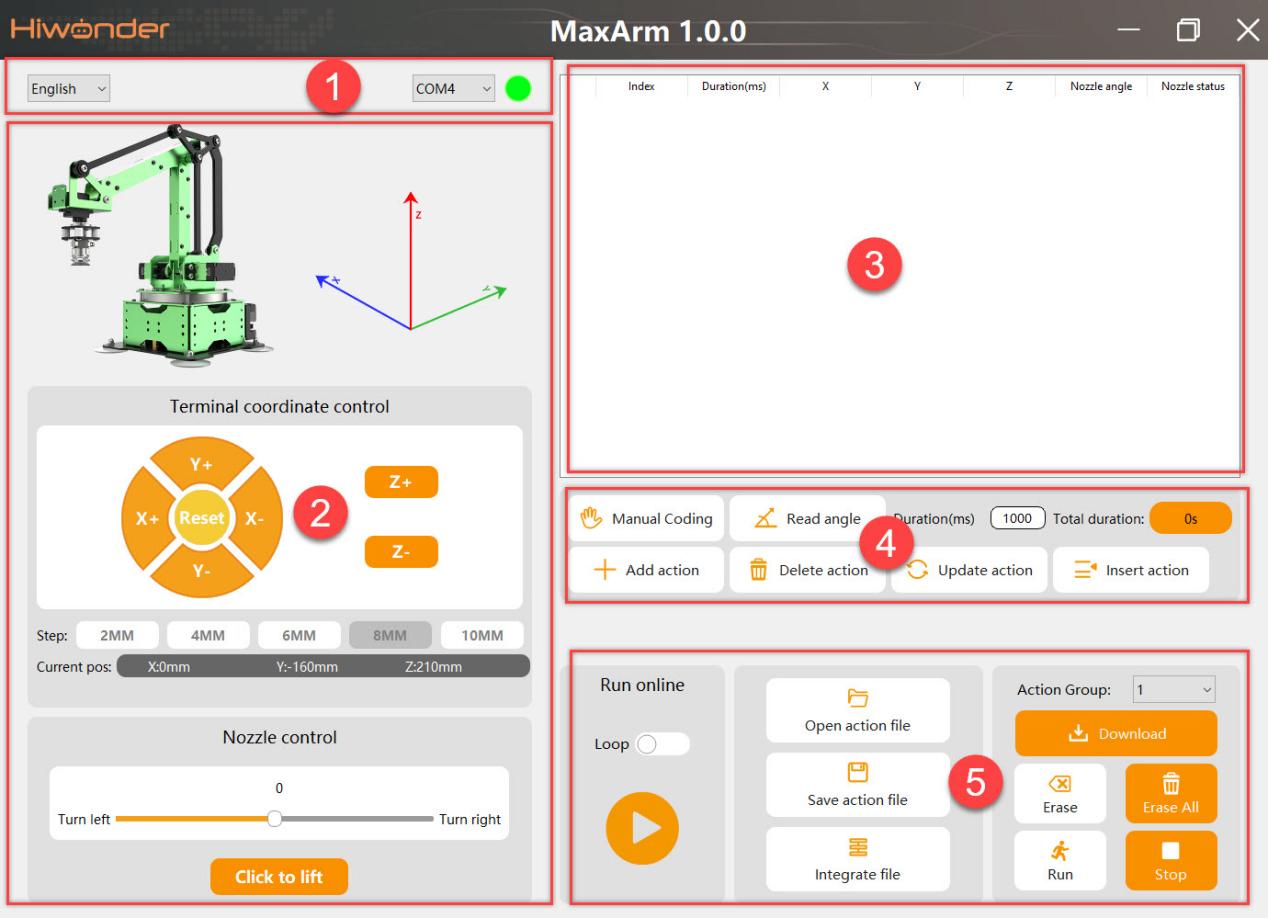 Hiwonder
MaxArm 1.0.0
English
1
COM4
Index Duration(ms) X Y Z Nozzle angle Nozzle status
Z
X
Y
3
Terminal coordinate control
Y+
X+ Reset X-
Y-
2
Z+
Z-
Step: 2MM 4MM 6MM 8MM 10MM
Current pos: X:0mm Y:-160mm Z:210mm
Nozzle control
0
Turn left Turn right
Click to lift
Manual Coding Read angle Duration(ms) 1000 Total duration: 0s
4
Add action Delete action Update action Insert action
Run online
Loop
Open action file
Save action file
Integrate file
5
Action Group: 1
Download
Erase Erase All
Run Stop